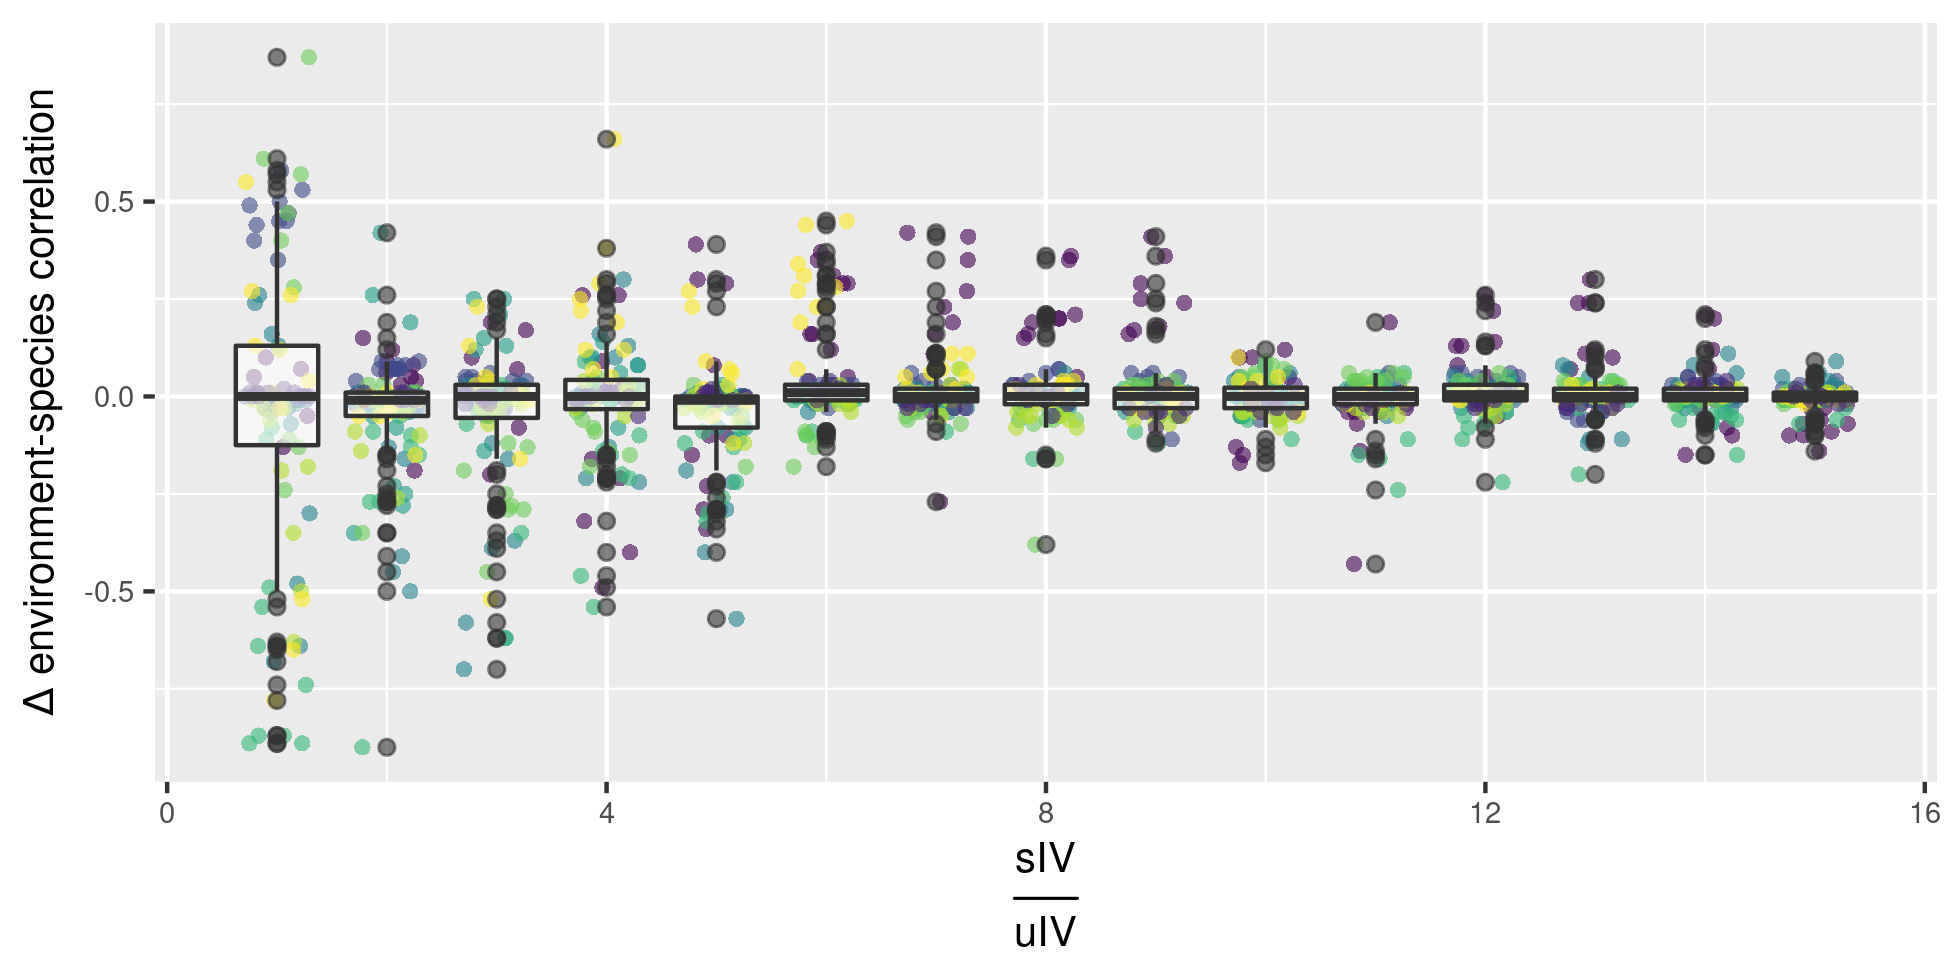 Δ environment-species correlation
0.5
0.0
-0.5
0
4
8
12
16
sIV
uIV